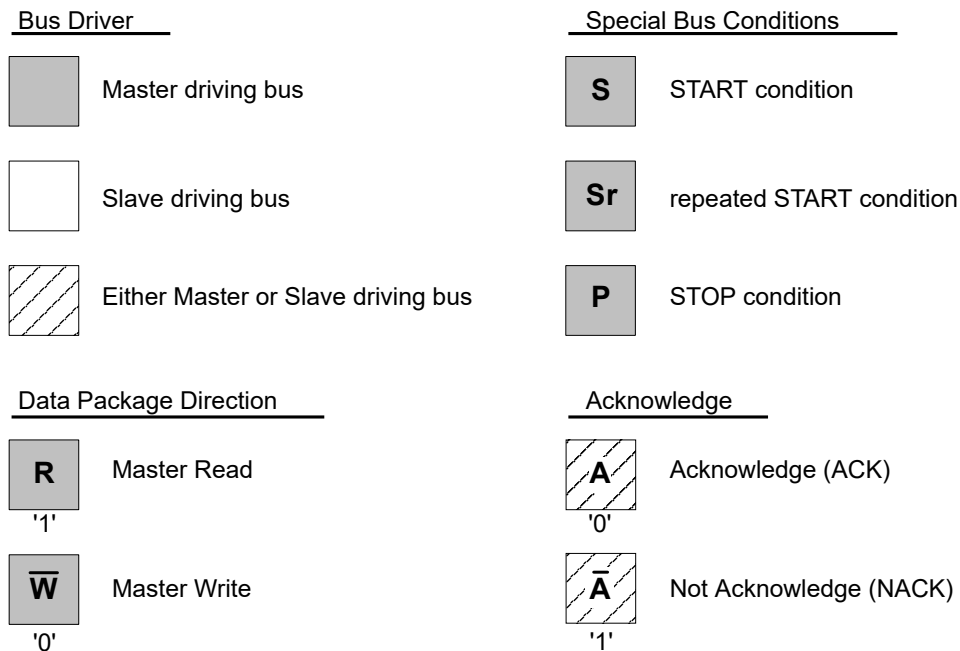 Bus Driver
Master driving bus
Slave driving bus
Either Master or Slave driving bus
Special Bus Conditions
S START condition
Sr repeated START condition
P STOP condition
Data Package Direction
R Master Read
'1'
W̅ Master Write
'0'
Acknowledge
A Acknowledge (ACK)
'0'
A̅ Not Acknowledge (NACK)
'1'